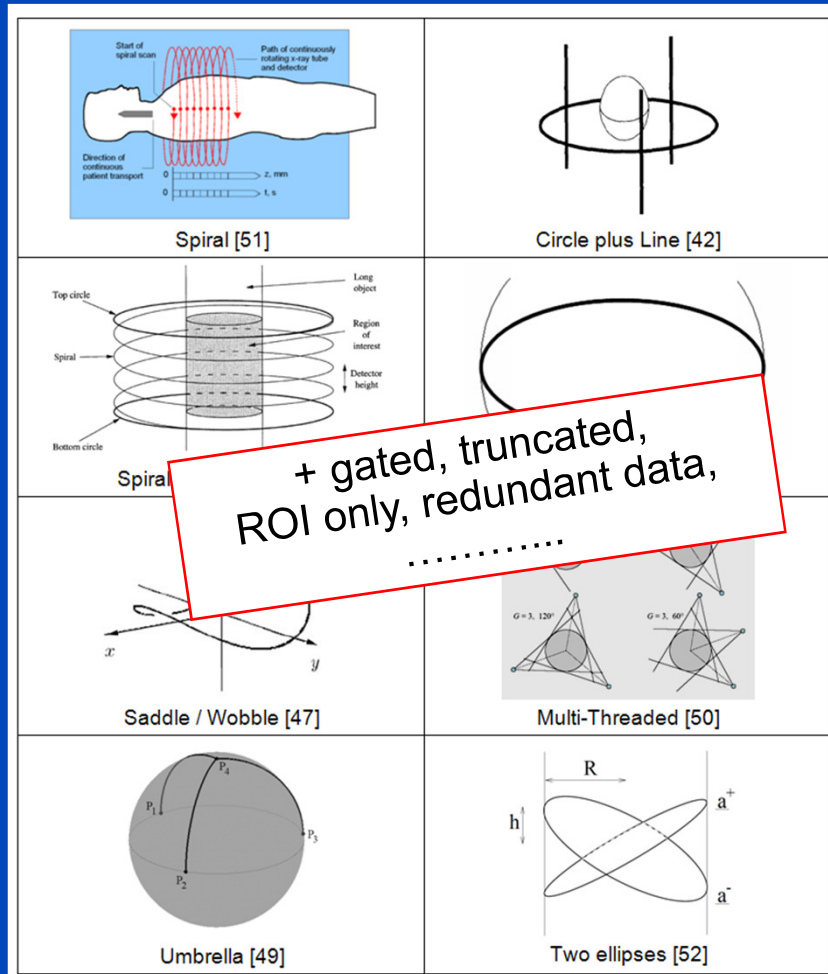 Start of
spiral scan
Path of continuously
rotating x-ray tube
and detector
Direction of
continuous
patient transport
0
z, mm
0
t, s
Spiral [51]
Circle plus Line [42]
Top circle
Long
object
Region
of
interest
Spiral
Detector
height
Bottom circle
Spiral
+ gated, truncated,
ROI only, redundant data,
............
x
y
Saddle / Wobble [47]
G = 3, 120°
G = 3, 60°
Multi-Threaded [50]
P₁
P₄
P₃
P₂
Umbrella [49]
R
h
a⁺
a⁻
Two ellipses [52]